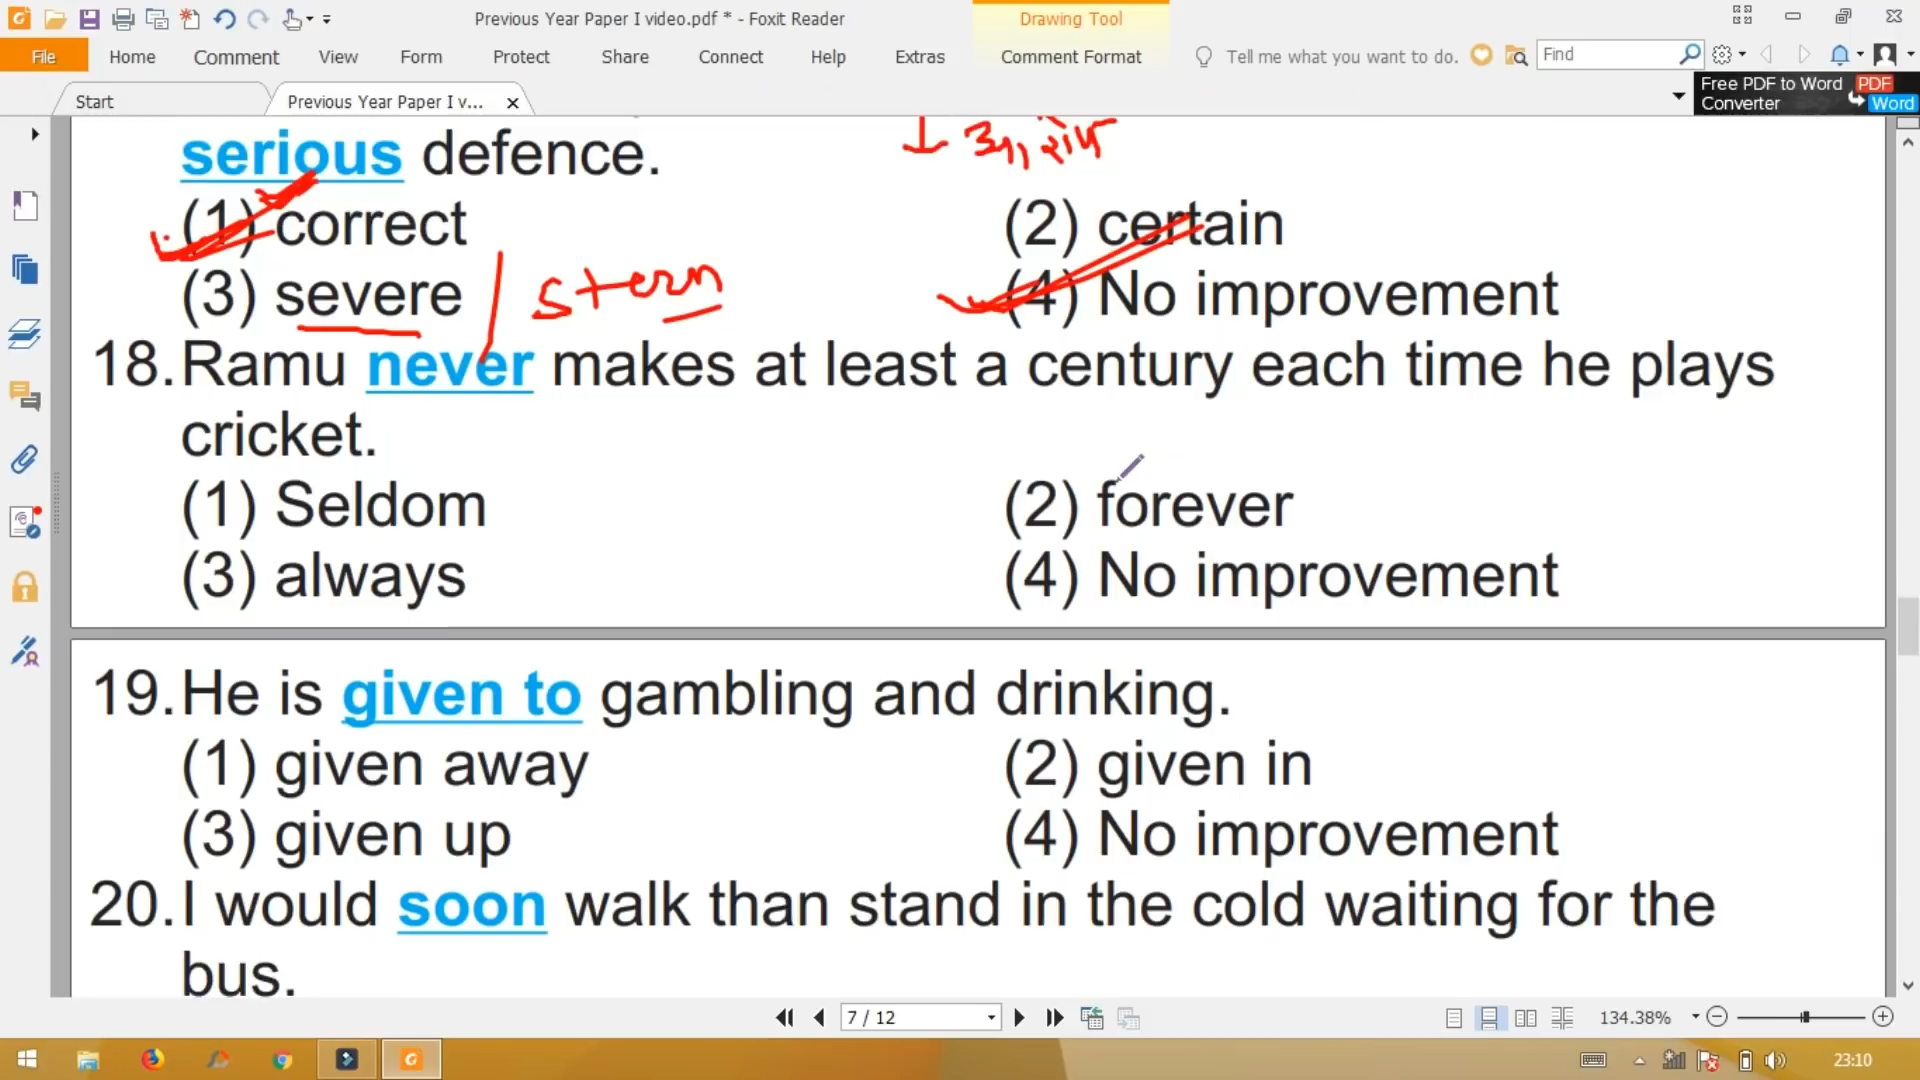 Previous Year Paper I video.pdf * - Foxit Reader
Drawing Tool
File Home Comment View Form Protect Share Connect Help Extras Comment Format Tell me what you want to do. Find
Free PDF to Word Converter PDF Word
Start Previous Year Paper I v...
serious defence.
(1) correct (2) certain
(3) severe / stern (4) No improvement
18. Ramu never makes at least a century each time he plays
cricket.
(1) Seldom (2) forever
(3) always (4) No improvement
19. He is given to gambling and drinking.
(1) given away (2) given in
(3) given up (4) No improvement
20. I would soon walk than stand in the cold waiting for the
bus.
7 / 12 134.38%
23:10